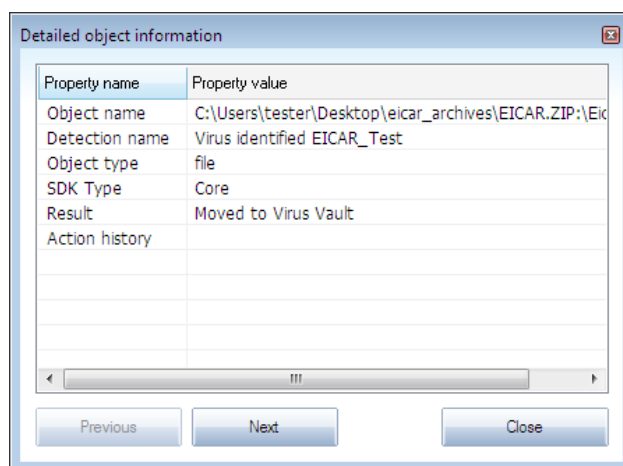 Detailed object information
Property name Property value
Object name C:\Users\tester\Desktop\eicar_archives\EICAR.ZIP:\Eic
Detection name Virus identified EICAR_Test
Object type file
SDK Type Core
Result Moved to Virus Vault
Action history
Previous Next Close